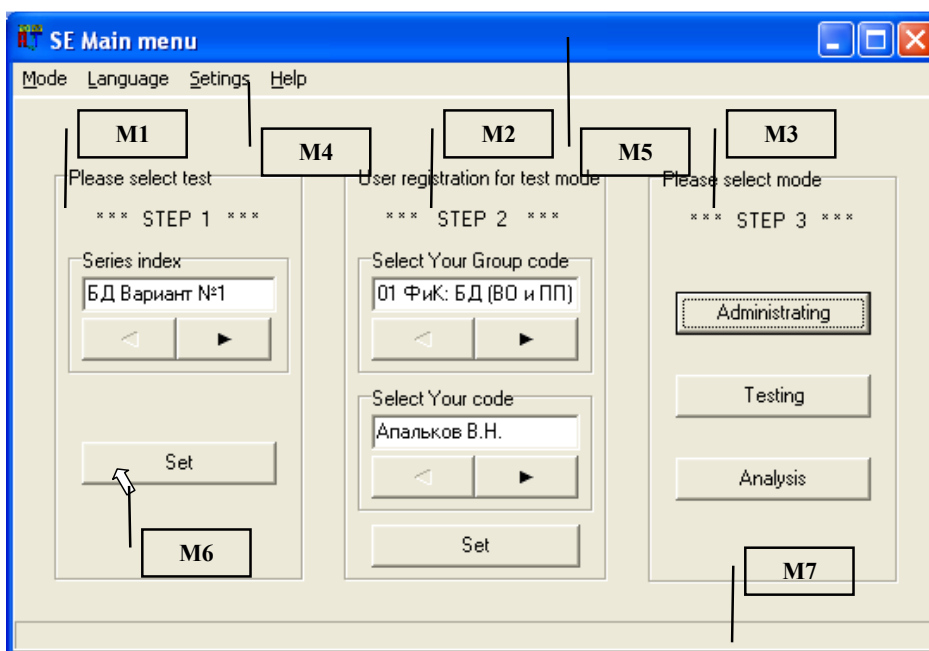 SE Main menu
Mode Language Setings Help
M1
M4
M2
M5
M3
Please select test
*** STEP 1 ***
Series index
БД Вариант №1
Set
M6
User registration for test mode
*** STEP 2 ***
Select Your Group code
01 ФиК: БД (ВО и ПП)
Select Your code
Апальков В.Н.
Set
Please select mode
*** STEP 3 ***
Administrating
Testing
Analysis
M7